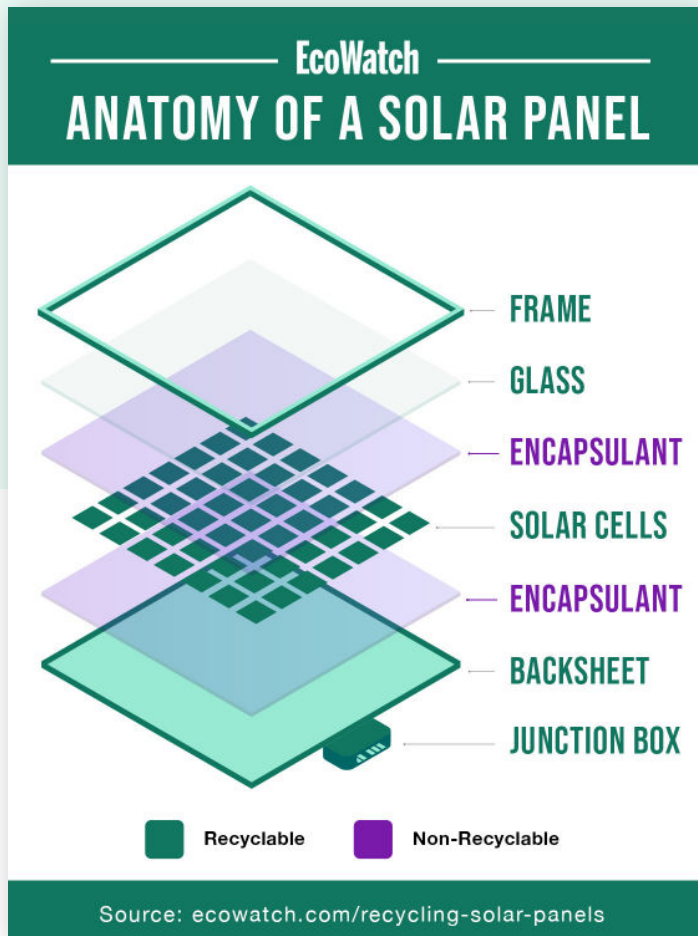 EcoWatch
ANATOMY OF A SOLAR PANEL
FRAME
GLASS
ENCAPSULANT
SOLAR CELLS
ENCAPSULANT
BACKSHEET
JUNCTION BOX
Recyclable
Non-Recyclable
Source: ecowatch.com/recycling-solar-panels